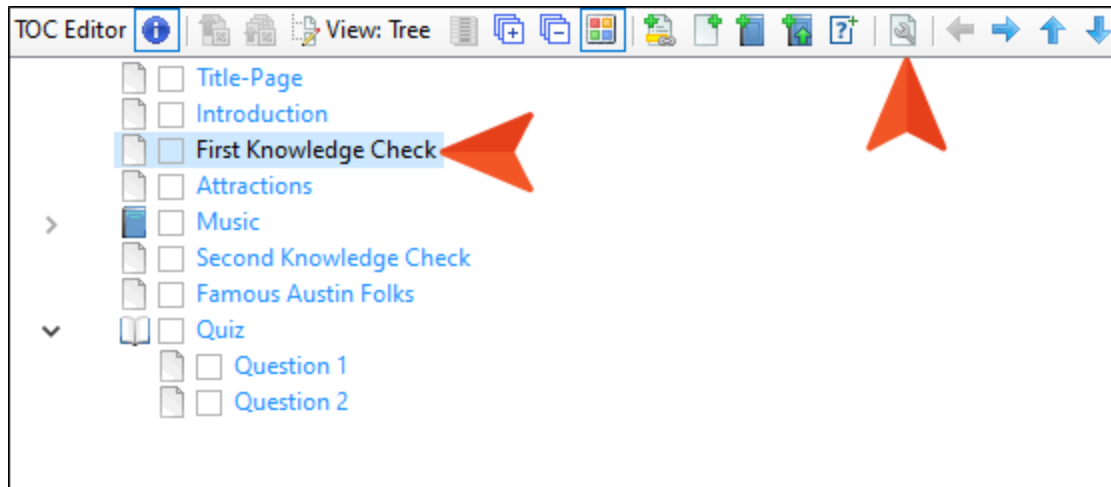 TOC Editor View: Tree
Title-Page
Introduction
First Knowledge Check
Attractions
Music
Second Knowledge Check
Famous Austin Folks
Quiz
Question 1
Question 2